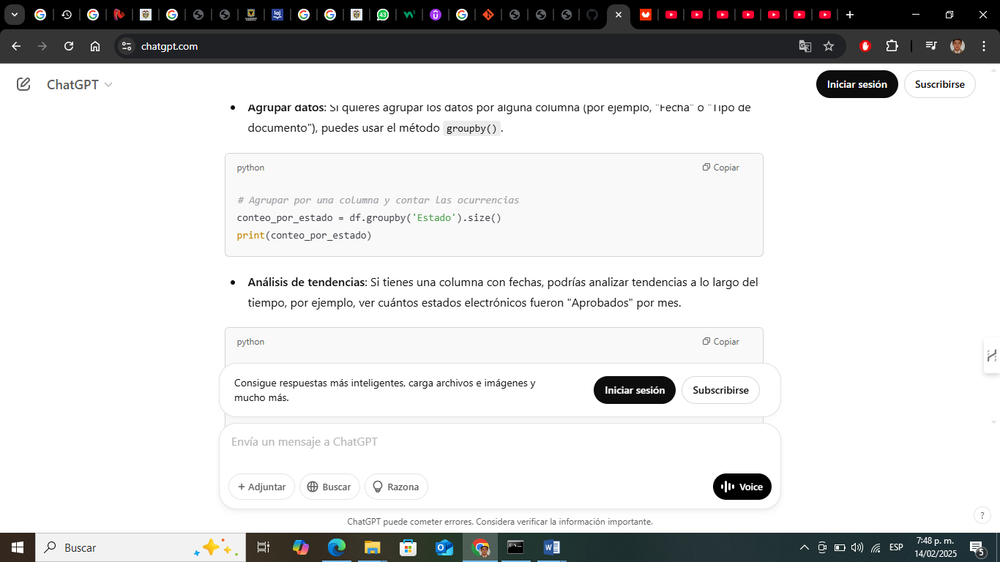 43
loj
chatgpt.com
ChatGPT
Iniciar sesión
Suscribirse
Agrupar datos: Si quieres agrupar los datos por alguna columna (por ejemplo, "Fecha" o "Tipo de
documento"), puedes usar el método groupby().
python
Copiar
# Agrupar por una columna y contar las ocurrencias
conteo_por_estado = df.groupby('Estado').size()
print(conteo_por_estado)
Análisis de tendencias: Si tienes una columna con fechas, podrías analizar tendencias a lo largo del
tiempo, por ejemplo, ver cuántos estados electrónicos fueron "Aprobados" por mes.
python
Copiar
Consigue respuestas más inteligentes, carga archivos e imágenes y
mucho más.
Iniciar sesión
Subscribirse
Envía un mensaje a ChatGPT
+ Adjuntar
Buscar
Razona
Voice
ChatGPT puede cometer errores. Considera verificar la información importante.
?
Buscar
ESP
7:48 p. m.
14/02/2025
5